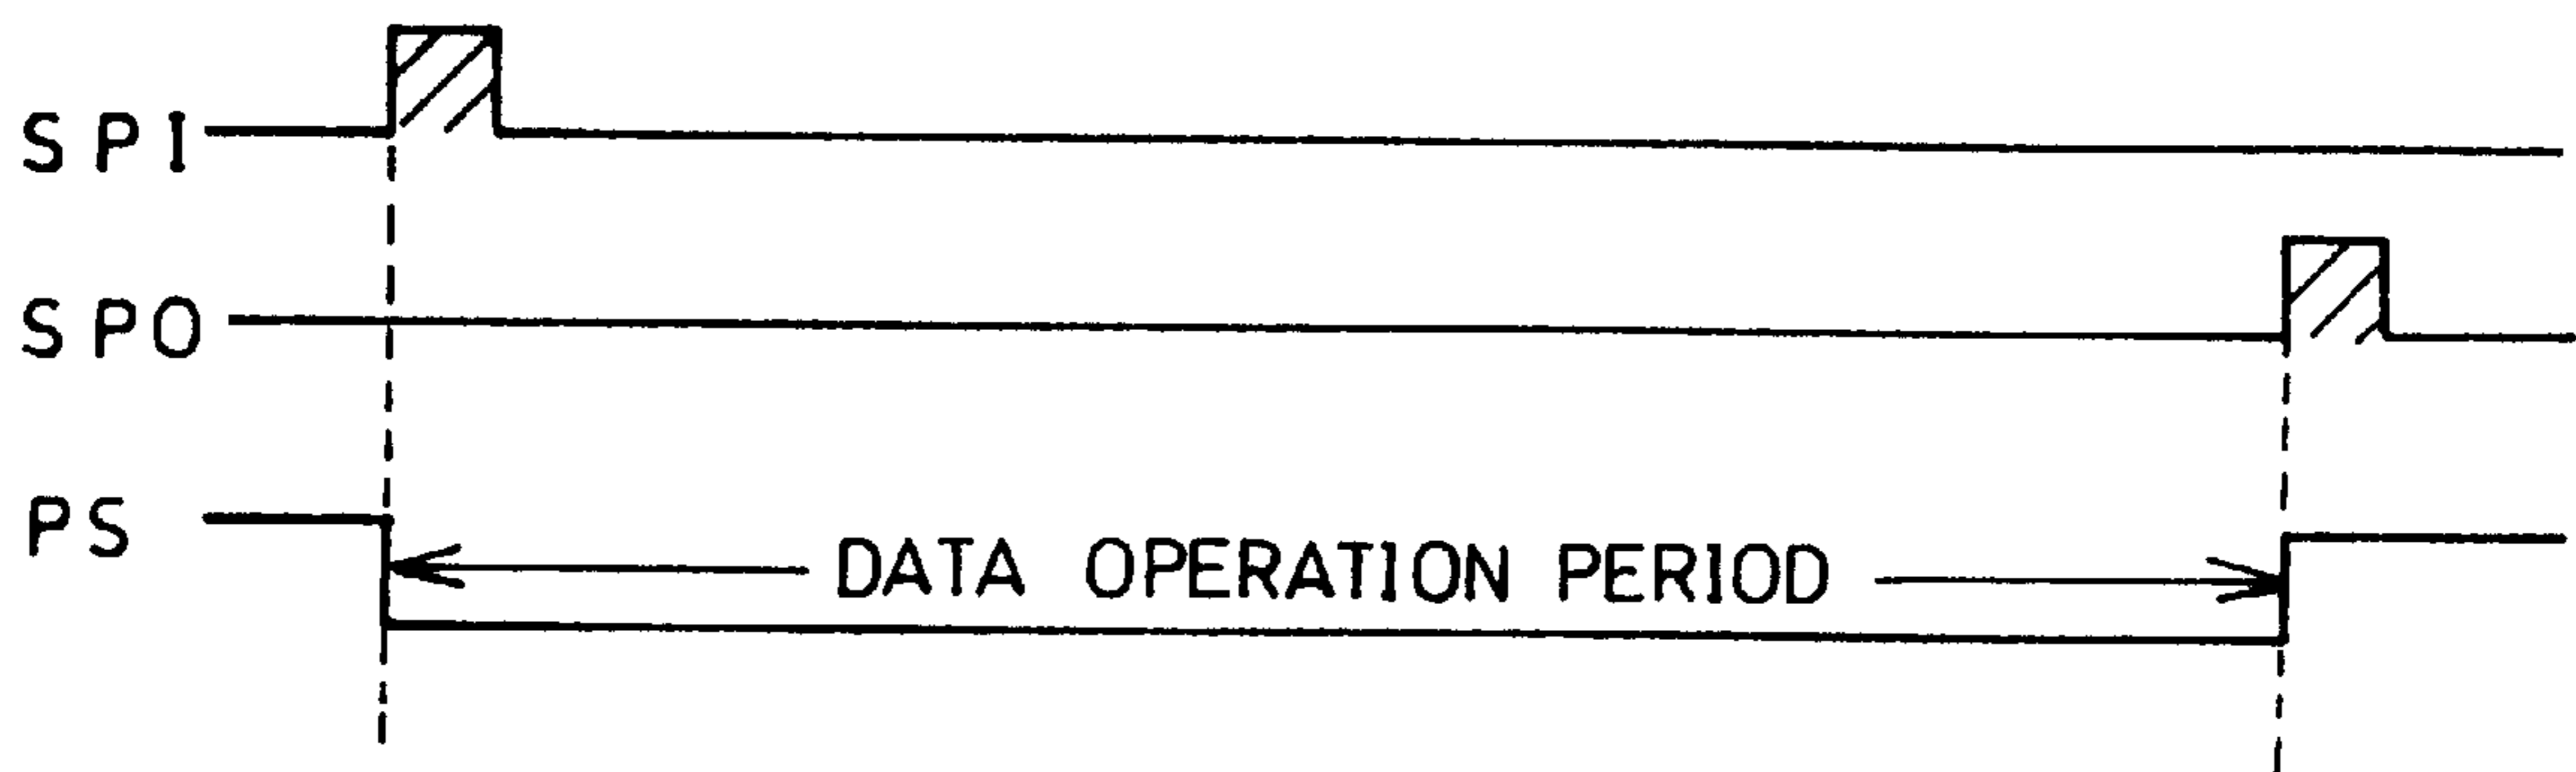 SPI
SPO
PS
DATA OPERATION PERIOD